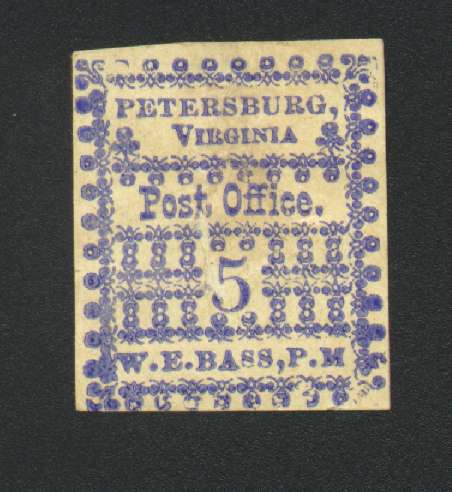 PETERSBURG,
VIRGINIA
Post Office.
5
W. E. BASS, P. M